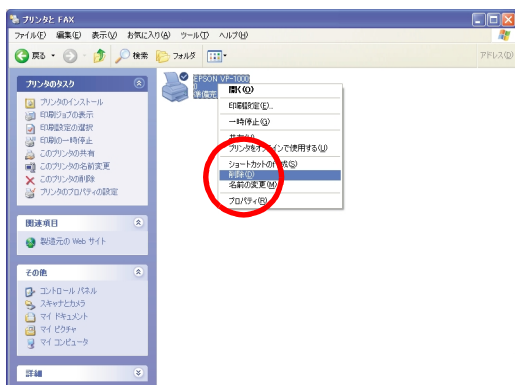 プリンタと FAX
ファイル(F) 編集(E) 表示(V) お気に入り(A) ツール(T) ヘルプ(H)
戻る 検索 フォルダ
アドレス(D)
プリンタのタスク
プリンタのインストール
印刷ジョブの表示
印刷設定の選択
印刷の一時停止
このプリンタの共有
このプリンタの名前変更
このプリンタの削除
プリンタのプロパティの設定
関連項目
製造元の Web サイト
その他
コントロール パネル
スキャナとカメラ
マイ ドキュメント
マイ ピクチャ
マイ コンピュータ
詳細
EPSON VP-1000
0
準備完
開く(O)
印刷設定(E)...
一時停止(G)
共有(H)...
プリンタをオフラインで使用する(U)
ショートカットの作成(S)
削除(D)
名前の変更(M)
プロパティ(R)